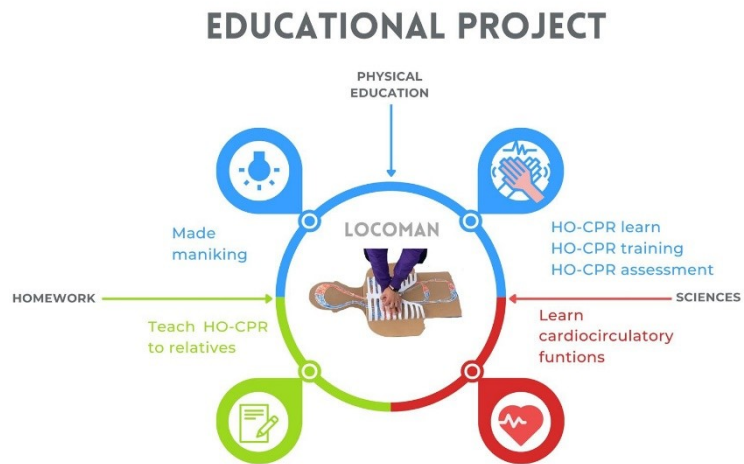 EDUCATIONAL PROJECT
PHYSICAL
EDUCATION
LOCOMAN
Made
maniking
HO-CPR learn
HO-CPR training
HO-CPR assessment
HOMEWORK
SCIENCES
Teach HO-CPR
to relatives
Learn
cardiocirculatory
funtions